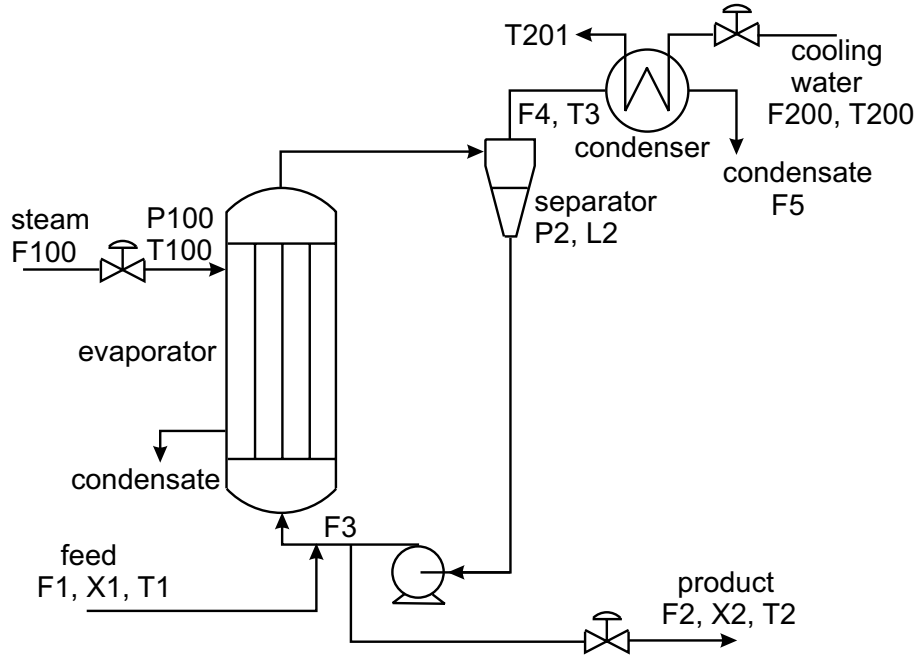 T201
cooling
water
F200, T200
F4, T3
condenser
condensate
F5
steam
F100
P100
T100
separator
P2, L2
evaporator
condensate
F3
feed
F1, X1, T1
product
F2, X2, T2